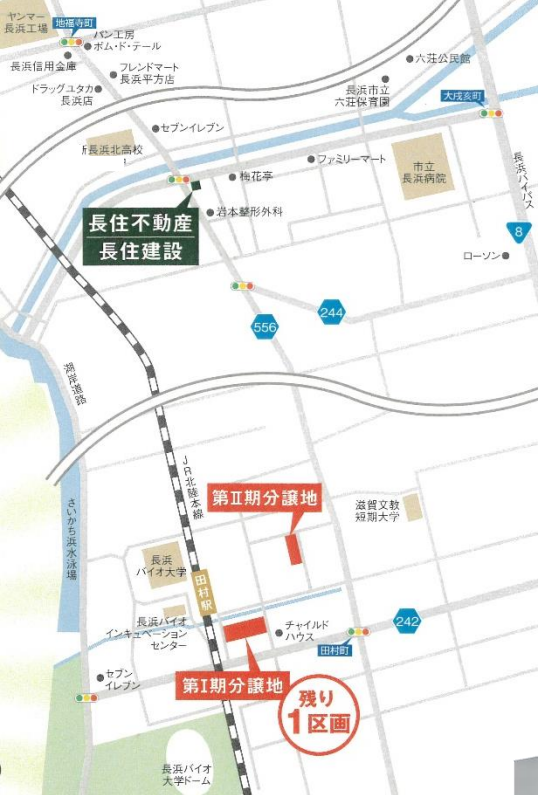 ヤンマー
長浜工場
地福寺町
パン工房
ポム・ド・テール
長浜信用金庫
フレンドマート
長浜平方店
ドラッグユタカ
長浜店
六荘公民館
長浜市立
六荘保育園
大戌亥町
セブンイレブン
長浜北高校
ファミリーマート
市立
長浜病院
長浜バイパス
梅花亭
岩本整形外科
長住不動産
長住建設
8
ローソン
244
556
湖岸道路
JR北陸本線
第Ⅱ期分譲地
滋賀文教
短期大学
さいかち浜水泳場
長浜
バイオ大学
田村駅
長浜バイオ
インキュベーション
センター
チャイルド
ハウス
242
田村町
セブン
イレブン
第Ⅰ期分譲地
残り
1区画
長浜バイオ
大学ドーム